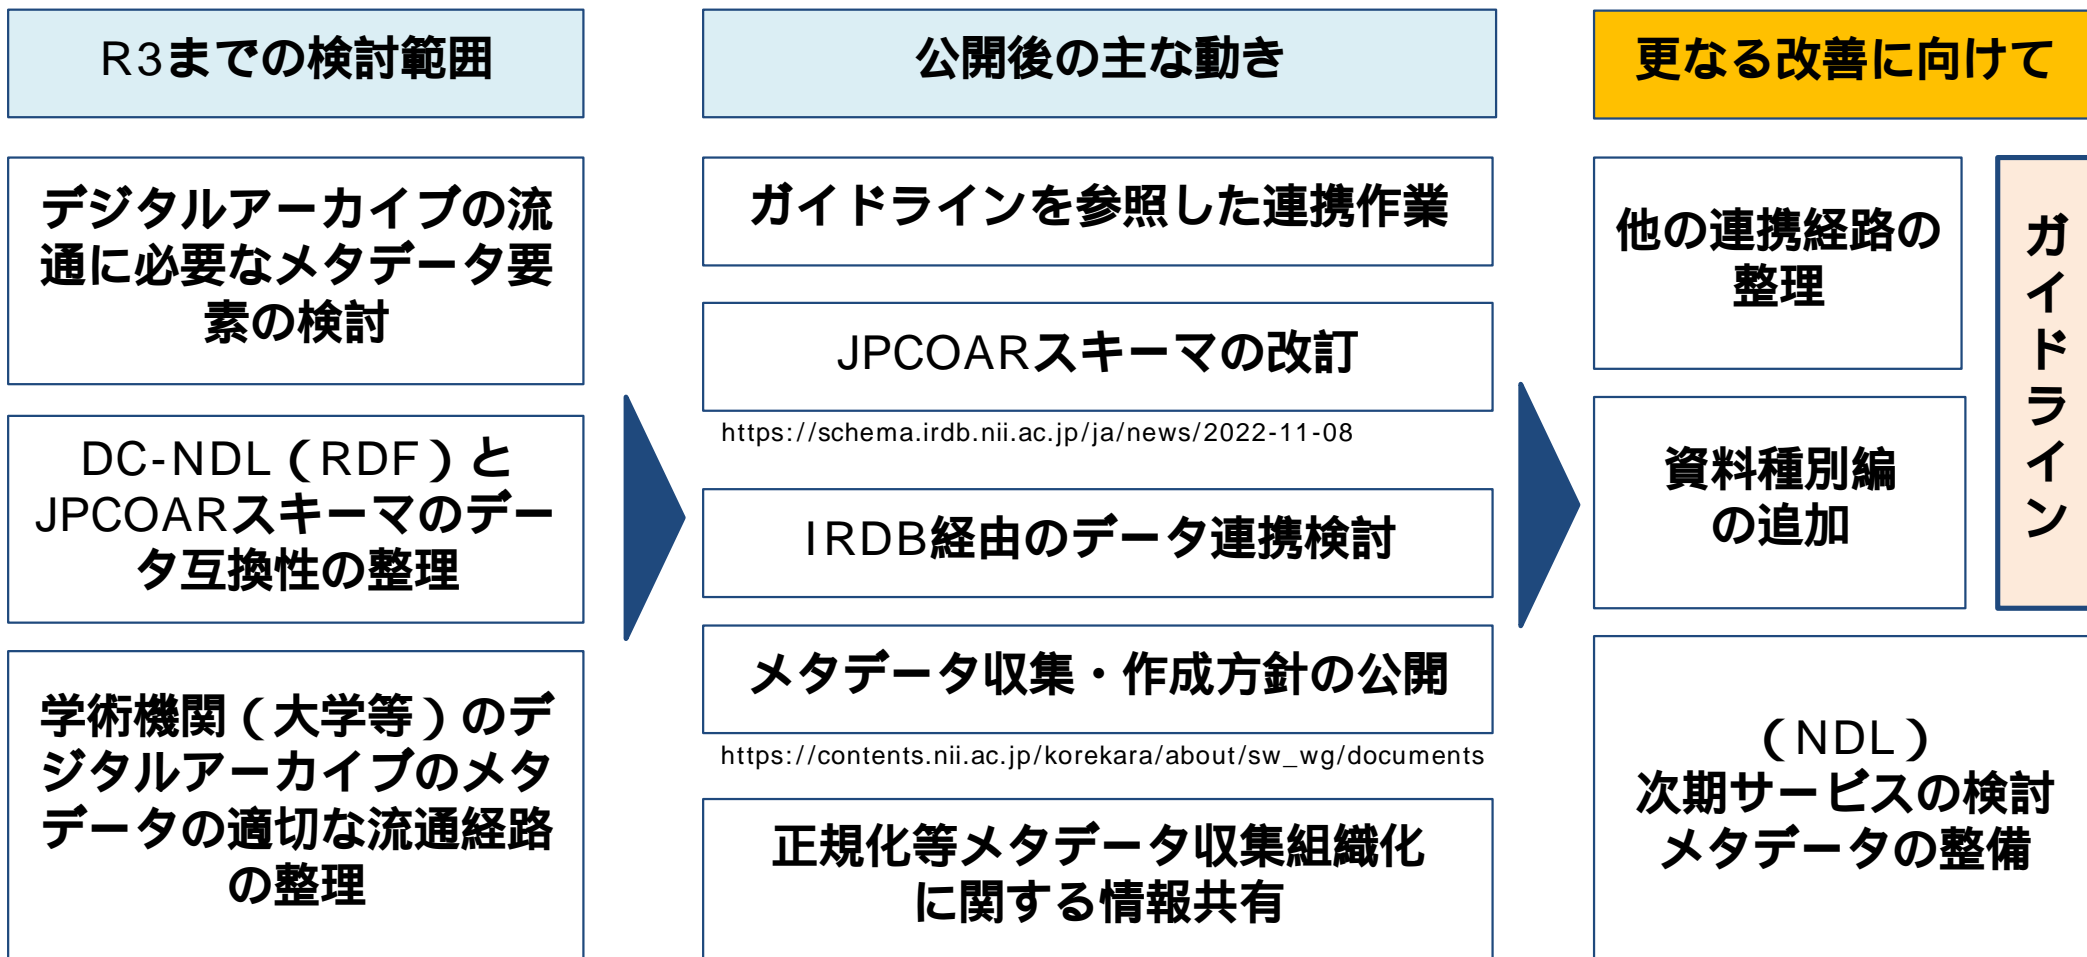 R3までの検討範囲
デジタルアーカイブの流
通に必要なメタデータ要
素の検討
DC-NDL（RDF）と
JPCOARスキーマのデー
タ互換性の整理
学術機関（大学等）のデ
ジタルアーカイブのメタ
データの適切な流通経路
の整理
公開後の主な動き
ガイドラインを参照した連携作業
JPCOARスキーマの改訂
https://schema.irdb.nii.ac.jp/ja/news/2022-11-08
IRDB経由のデータ連携検討
メタデータ収集・作成方針の公開
https://contents.nii.ac.jp/korekara/about/sw_wg/documents
正規化等メタデータ収集組織化
に関する情報共有
更なる改善に向けて
他の連携経路の
整理
資料種別編
の追加
ガイドライン
（NDL）
次期サービスの検討
メタデータの整備